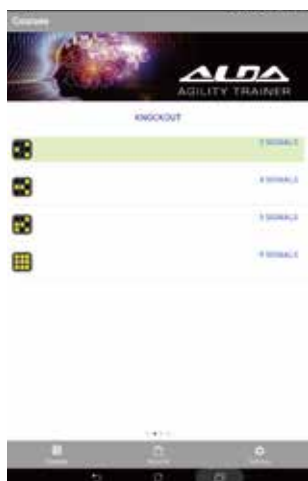 Courses
ALDA
AGILITY TRAINER
KNOCKOUT
3 SIGNALS
4 SIGNALS
5 SIGNALS
9 SIGNALS